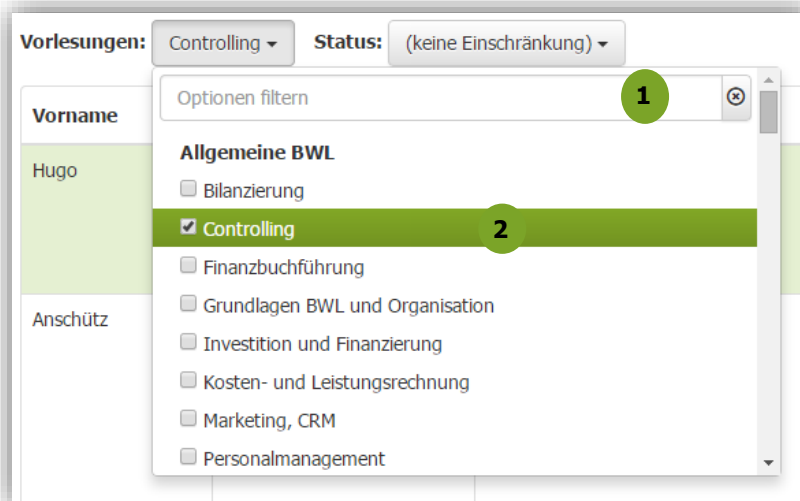 Vorlesungen: Controlling Status: (keine Einschränkung)
Optionen filtern 1
Vorname
Allgemeine BWL
Hugo
Bilanzierung
Controlling 2
Finanzbuchführung
Grundlagen BWL und Organisation
Anschütz
Investition und Finanzierung
Kosten- und Leistungsrechnung
Marketing, CRM
Personalmanagement